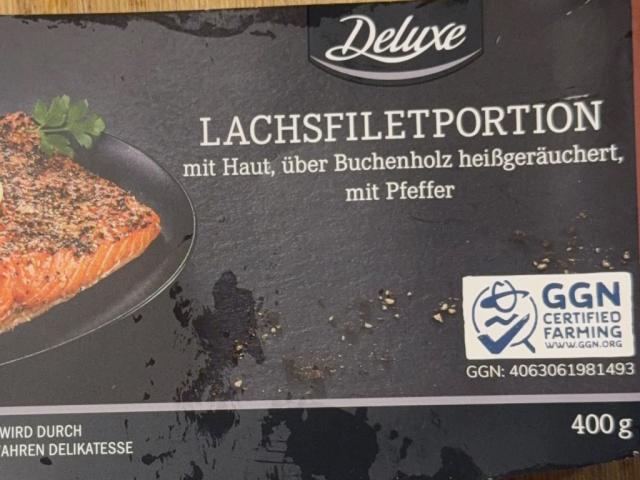 Deluxe
LACHSFILETPORTION
mit Haut, über Buchenholz heißgeräuchert,
mit Pfeffer
GGN
CERTIFIED
FARMING
WWW.GGN.ORG
GGN: 4063061981493
WIRD DURCH
AHREN DELIKATESSE
400 g